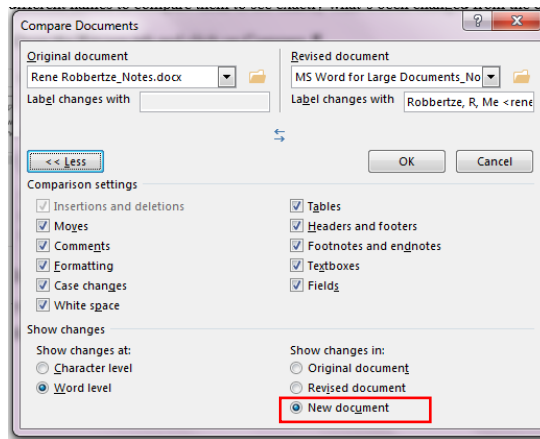 Compare Documents
Original document
Revised document
Rene Robbertze_Notes.docx
MS Word for Large Documents_No
Label changes with
Label changes with Robbertze, R, Me <rene
<< Less
OK
Cancel
Comparison settings
Insertions and deletions
Tables
Moves
Headers and footers
Comments
Footnotes and endnotes
Formatting
Textboxes
Case changes
Fields
White space
Show changes
Show changes at:
Show changes in:
Character level
Original document
Word level
Revised document
New document